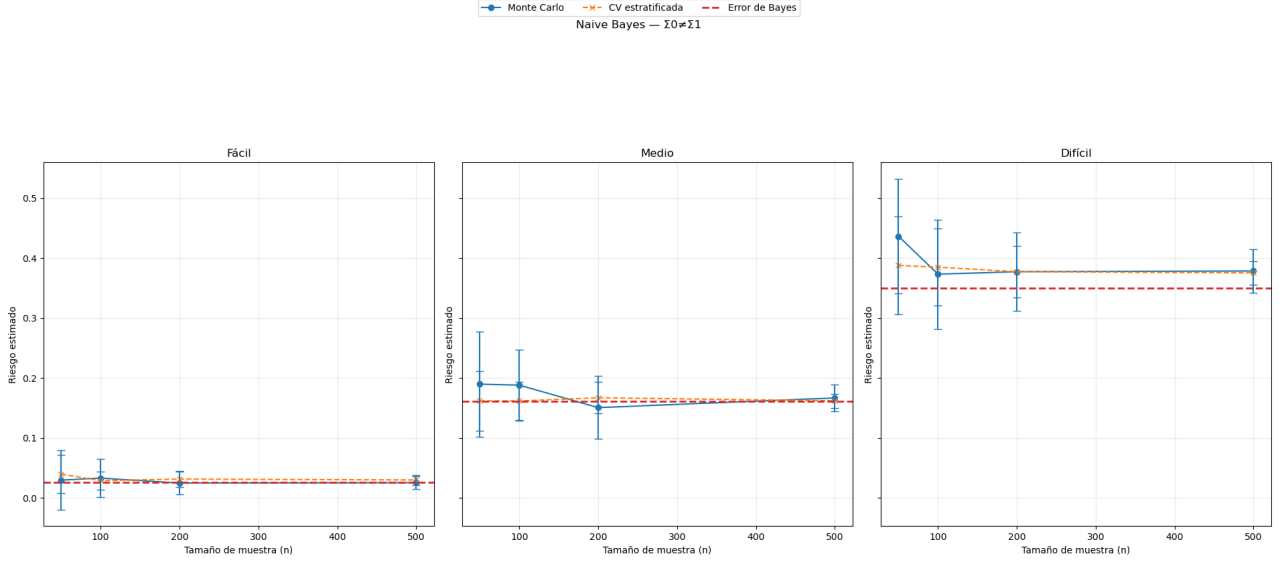 Monte Carlo CV estratificada Error de Bayes
Naive Bayes — Σ0≠Σ1
Fácil
Riesgo estimado
0.5
0.4
0.3
0.2
0.1
0.0
100 200 300 400 500
Tamaño de muestra (n)
Medio
Riesgo estimado
100 200 300 400 500
Tamaño de muestra (n)
Difícil
Riesgo estimado
100 200 300 400 500
Tamaño de muestra (n)